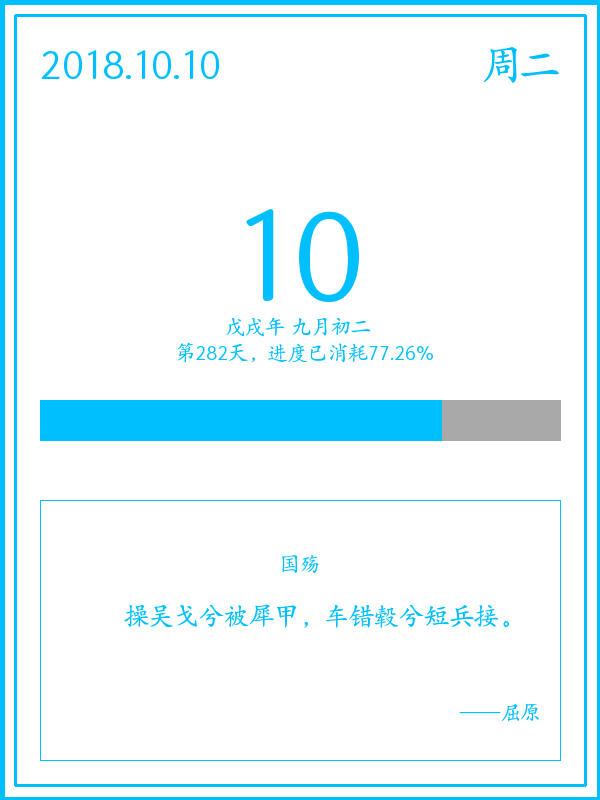 2018.10.10 周二
10
戊戌年 九月初二
第282天，进度已消耗77.26%
国殇
操吴戈兮被犀甲，车错毂兮短兵接。
——屈原